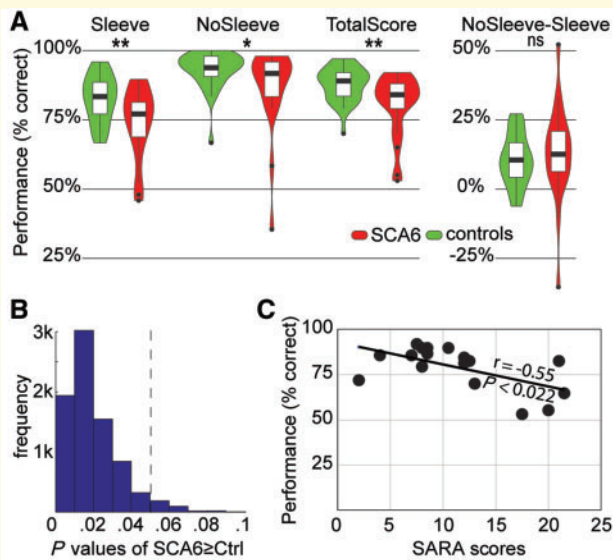 A
Sleeve NoSleeve TotalScore NoSleeve-Sleeve
** * ** ns
100% 50%
75% 25%
50% 0%
25% -25%
Performance (% correct)
SCA6 controls
B
3k
2k
1k
frequency
0 .02 .04 .06 .08 .1
P values of SCA6≥Ctrl
C
100
75
50
25
Performance (% correct)
r = -0.55
P < 0.022
0 5 10 15 20 25
SARA scores